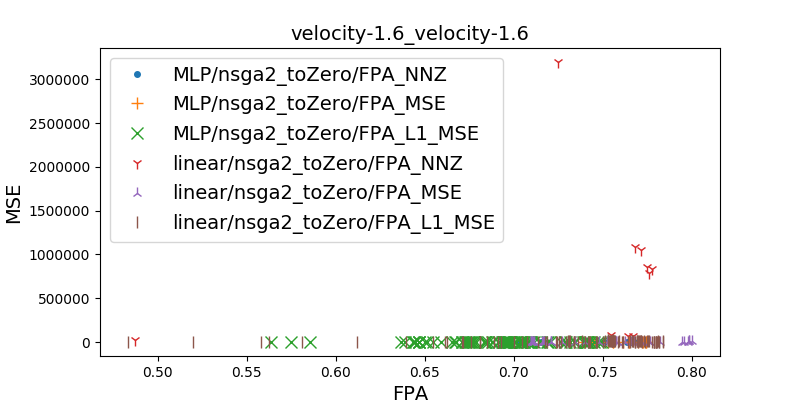 velocity-1.6_velocity-1.6
MLP/nsga2_toZero/FPA_NNZ
MLP/nsga2_toZero/FPA_MSE
MLP/nsga2_toZero/FPA_L1_MSE
linear/nsga2_toZero/FPA_NNZ
linear/nsga2_toZero/FPA_MSE
linear/nsga2_toZero/FPA_L1_MSE
MSE
3000000
2500000
2000000
1500000
1000000
500000
0
0.50 0.55 0.60 0.65 0.70 0.75 0.80
FPA